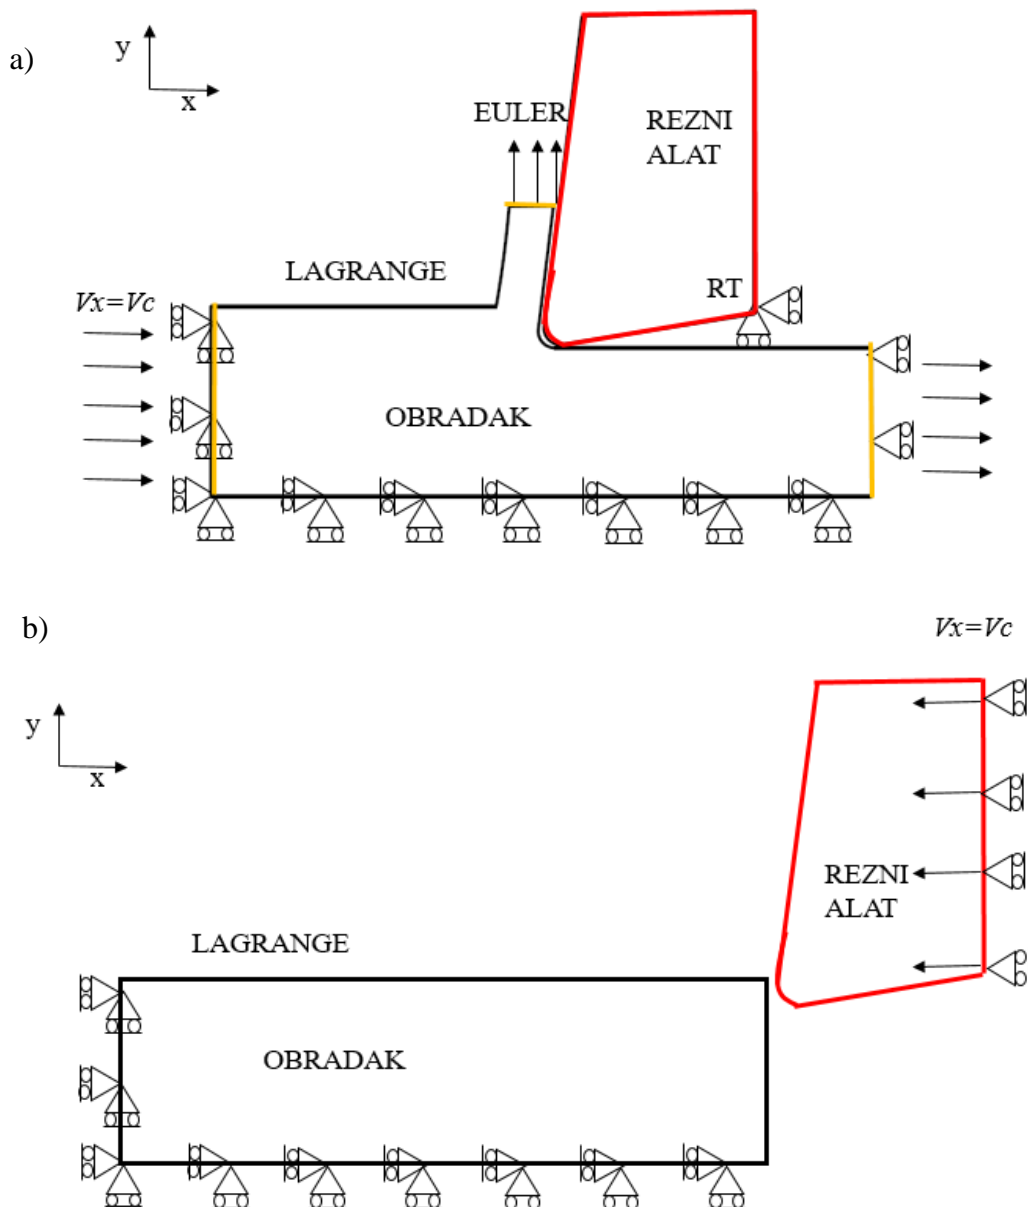 a)
y
x
EULER
REZNI
ALAT
LAGRANGE
RT
Vx=Vc
OBRADAK
b)
Vx=Vc
y
x
REZNI
ALAT
LAGRANGE
OBRADAK